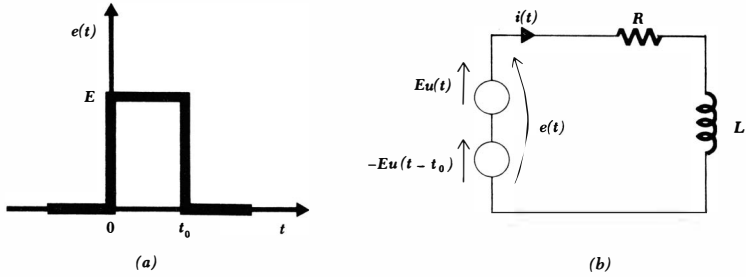 e(t)
E
0
t₀
t
(a)
i(t)
R
Eu(t)
e(t)
L
–Eu(t – t₀)
(b)